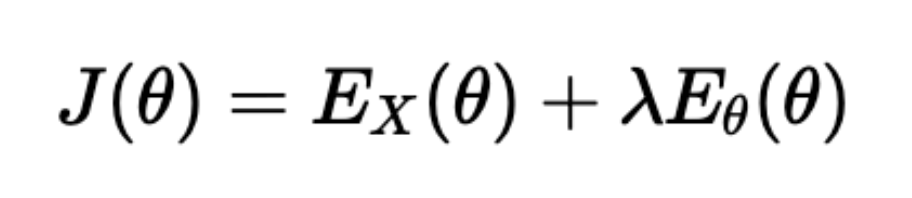 J(θ) = E_X(θ) + λE_θ(θ)